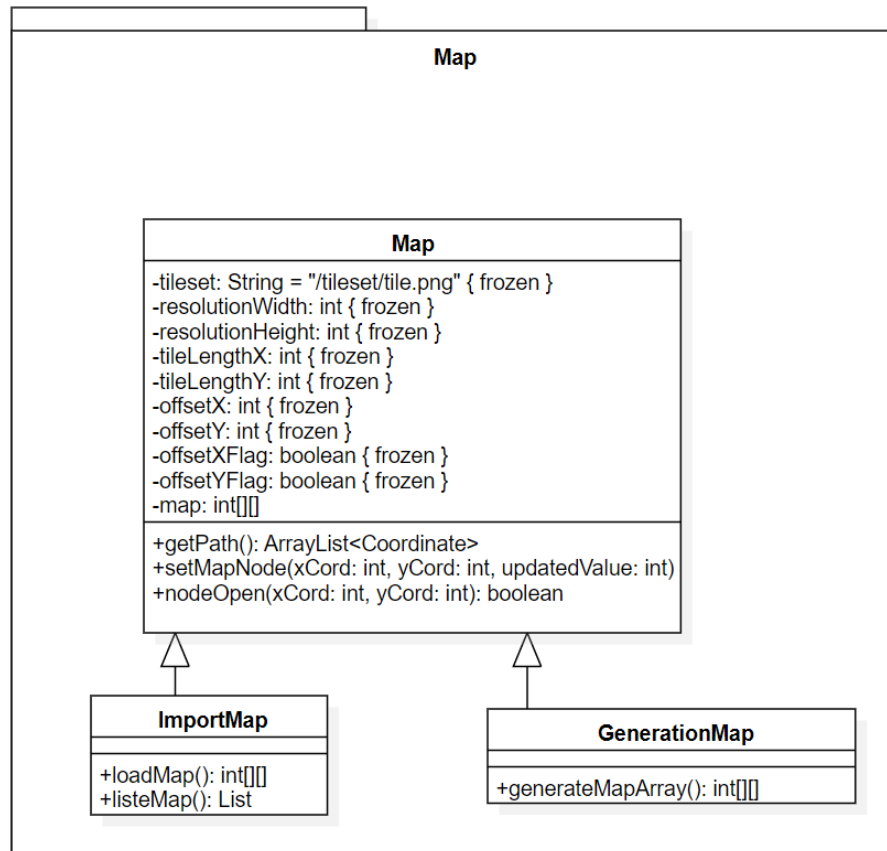 Map
Map
-tileset: String = "/tileset/tile.png" { frozen }
-resolutionWidth: int { frozen }
-resolutionHeight: int { frozen }
-tileLengthX: int { frozen }
-tileLengthY: int { frozen }
-offsetX: int { frozen }
-offsetY: int { frozen }
-offsetXFlag: boolean { frozen }
-offsetYFlag: boolean { frozen }
-map: int[][]
+getPath(): ArrayList<Coordinate>
+setMapNode(xCord: int, yCord: int, updatedValue: int)
+nodeOpen(xCord: int, yCord: int): boolean
ImportMap
+loadMap(): int[][]
+listeMap(): List
GenerationMap
+generateMapArray(): int[][]